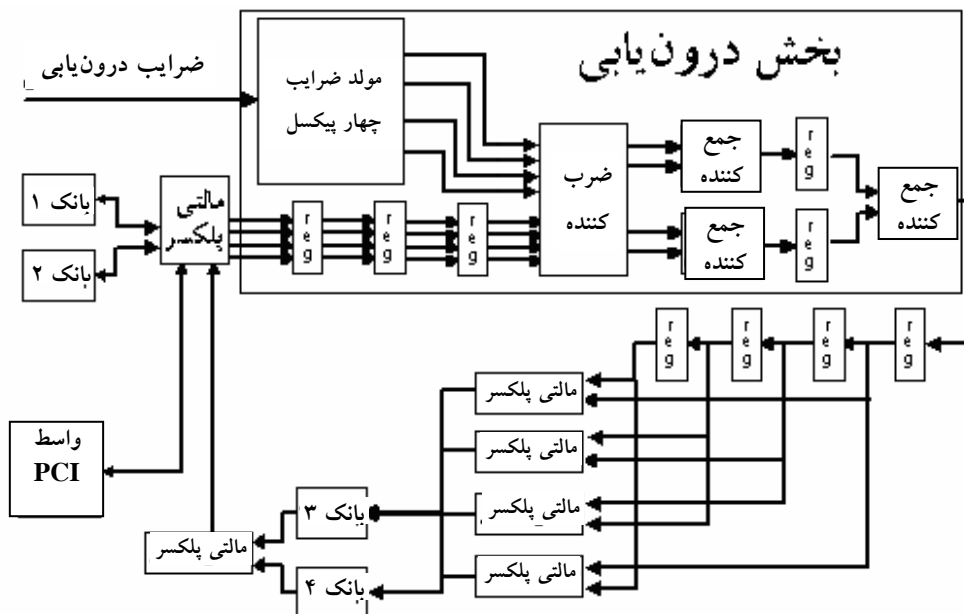 بخش درون‌یابی
ضرایب درون‌یابی
مولد ضرایب
چهار پیکسل
ضرب
کننده
جمع
کننده
reg
جمع
کننده
جمع
کننده
reg
بانک ۱
بانک ۲
مالتی
پلکسر
reg
reg
reg
reg
reg
reg
reg
مالتی پلکسر
مالتی پلکسر
مالتی پلکسر
مالتی پلکسر
واسط
PCI
بانک ۳
بانک ۴
مالتی پلکسر